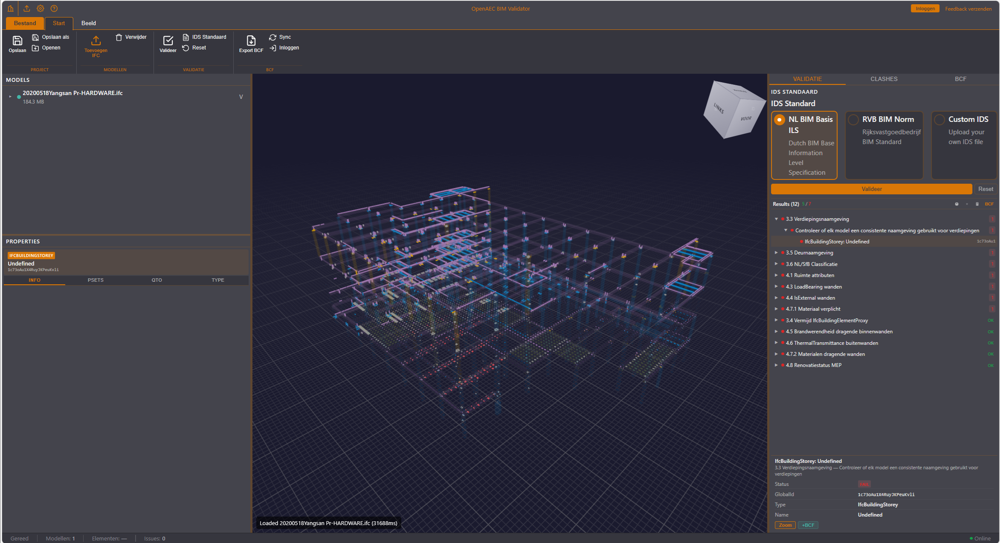 OpenAEC BIM Validator
Inloggen
Feedback verzenden
Bestand
Start
Beeld
Opslaan
Opslaan als
Openen
PROJECT
Toevoegen
IFC
Verwijder
MODELLEN
Valideer
IDS Standaard
Reset
VALIDATIE
Export BCF
Sync
Inloggen
BCF
MODELS
20200518Yangsan Pr-HARDWARE.ifc
184.3 MB
V
PROPERTIES
IFCBUILDINGSTOREY
Undefined
1c73oAu1X4RuyJKPeuKvli
INFO
PSETS
QTO
TYPE
LINKS
VOOR
Loaded 20200518Yangsan Pr-HARDWARE.ifc (31688ms)
VALIDATIE
CLASHES
BCF
IDS STANDAARD
IDS Standard
NL BIM Basis
ILS
Dutch BIM Base
Information
Level
Specification
RVB BIM Norm
Rijksvastgoedbedrijf
BIM Standard
Custom IDS
Upload your
own IDS file
Valideer
Reset
Results (12) 5/7
BCF
3.3 Verdiepingsnaamgeving 1
Controleer of elk model een consistente naamgeving gebruikt voor verdiepingen 1
IfcBuildingStorey: Undefined 1c73oAu1
3.5 Deurnaamgeving 1
3.6 NL/SfB Classificatie 1
4.1 Ruimte attributen 1
4.3 LoadBearing wanden 1
4.4 IsExternal wanden 1
4.7.1 Materiaal verplicht 1
3.4 Vermijd IfcBuildingElementProxy OK
4.5 Brandwerendheid dragende binnenwanden OK
4.6 ThermalTransmittance buitenwanden OK
4.7.2 Materialen dragende wanden OK
4.8 Renovatiestatus MEP OK
IfcBuildingStorey: Undefined
3.3 Verdiepingsnaamgeving — Controleer of elk model een consistente naamgeving gebruikt voor
verdiepingen
Status FAIL
GlobalId 1c73oAu1X4RuyJKPeuKvli
Type IfcBuildingStorey
Name Undefined
Zoom
+BCF
Gereed
Modellen: 1
Elementen: —
Issues: 0
Online